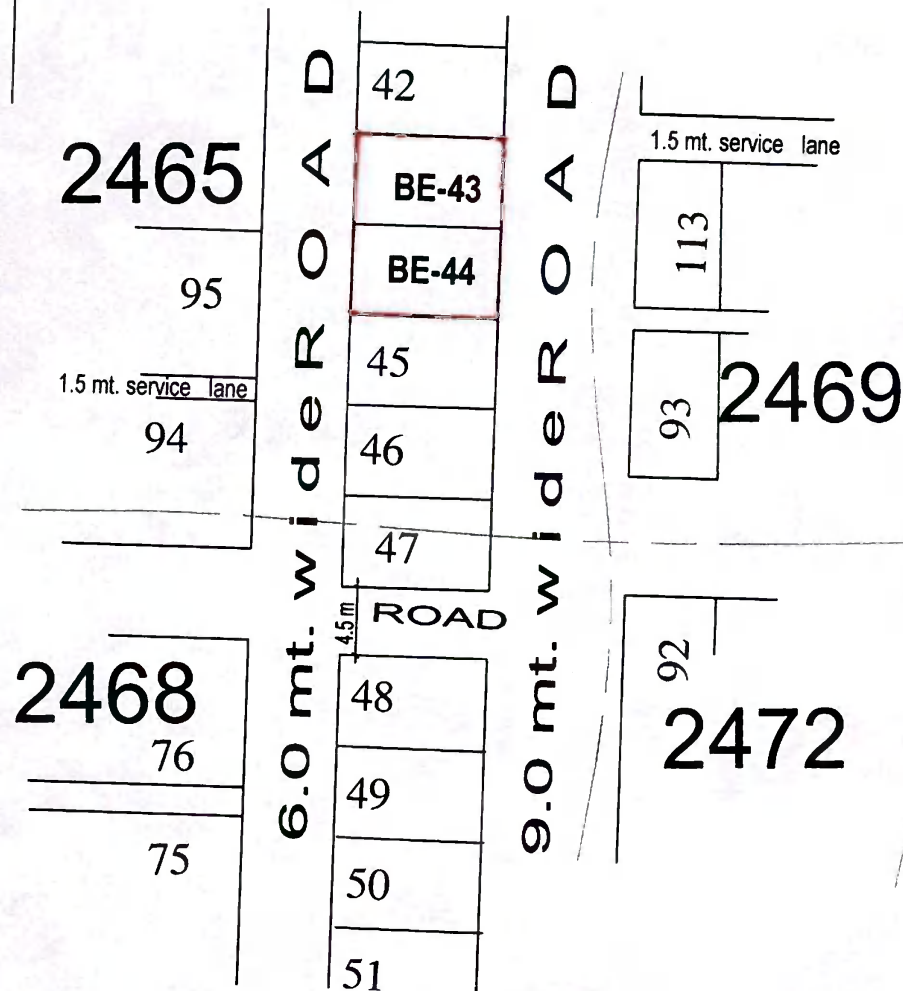 42
1.5 mt. service lane
2465
BE-43
113
BE-44
95
45
1.5 mt. service lane
2469
93
94
46
47
6.0 mt. wide ROAD
9.0 mt. wide ROAD
4.5 m
ROAD
92
2468
48
2472
76
49
75
50
51